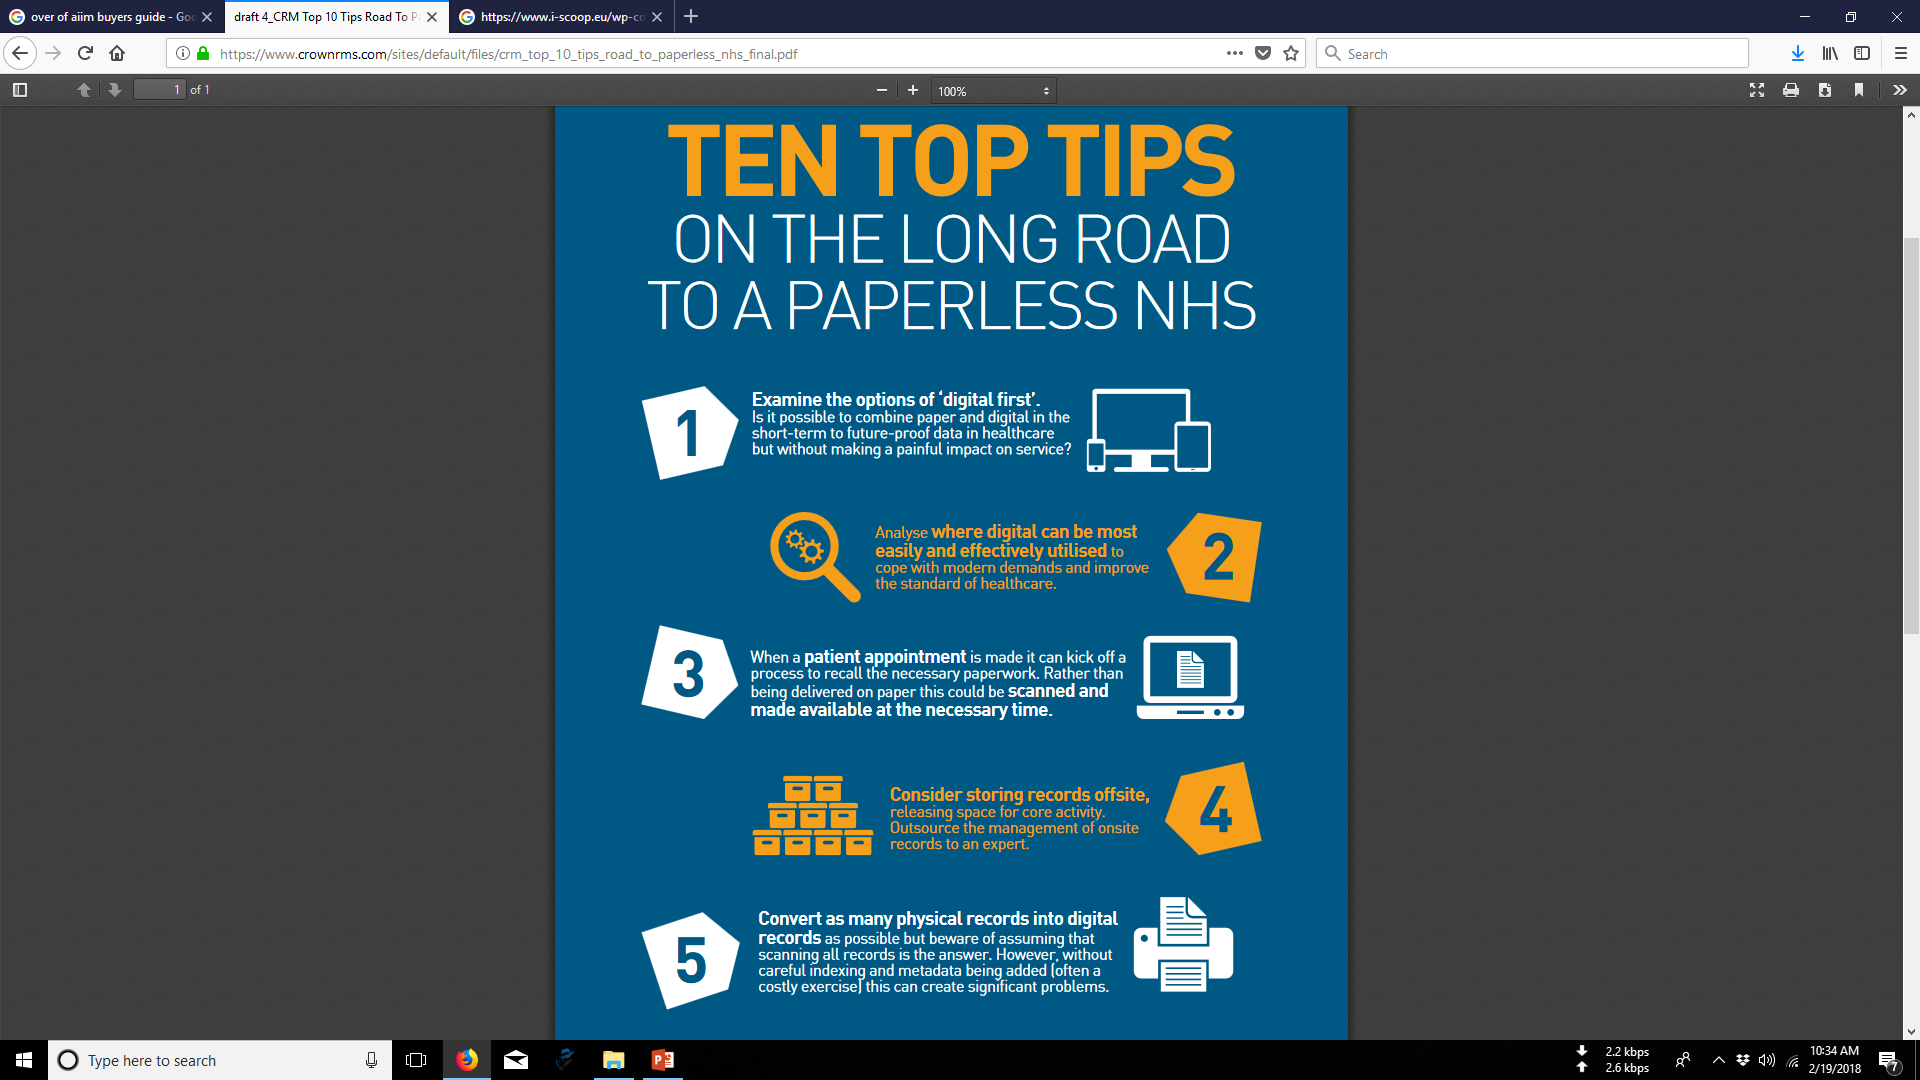 over of aiim buyers guide - Goo
draft 4_CRM Top 10 Tips Road To P
https://www.i-scoop.eu/wp-co
https://www.crownrms.com/sites/default/files/crm_top_10_tips_road_to_paperless_nhs_final.pdf
Search
1 of 1
100%
TEN TOP TIPS
ON THE LONG ROAD
TO A PAPERLESS NHS
1
Examine the options of ‘digital first’.
Is it possible to combine paper and digital in the
short-term to future-proof data in healthcare
but without making a painful impact on service?
Analyse where digital can be most
easily and effectively utilised to
cope with modern demands and improve
the standard of healthcare.
2
3
When a patient appointment is made it can kick off a
process to recall the necessary paperwork. Rather than
being delivered on paper this could be scanned and
made available at the necessary time.
Consider storing records offsite,
releasing space for core activity.
Outsource the management of onsite
records to an expert.
4
5
Convert as many physical records into digital
records as possible but beware of assuming that
scanning all records is the answer. However, without
careful indexing and metadata being added (often a
costly exercise) this can create significant problems.
Type here to search
2.2 kbps
2.6 kbps
10:34 AM
2/19/2018
7